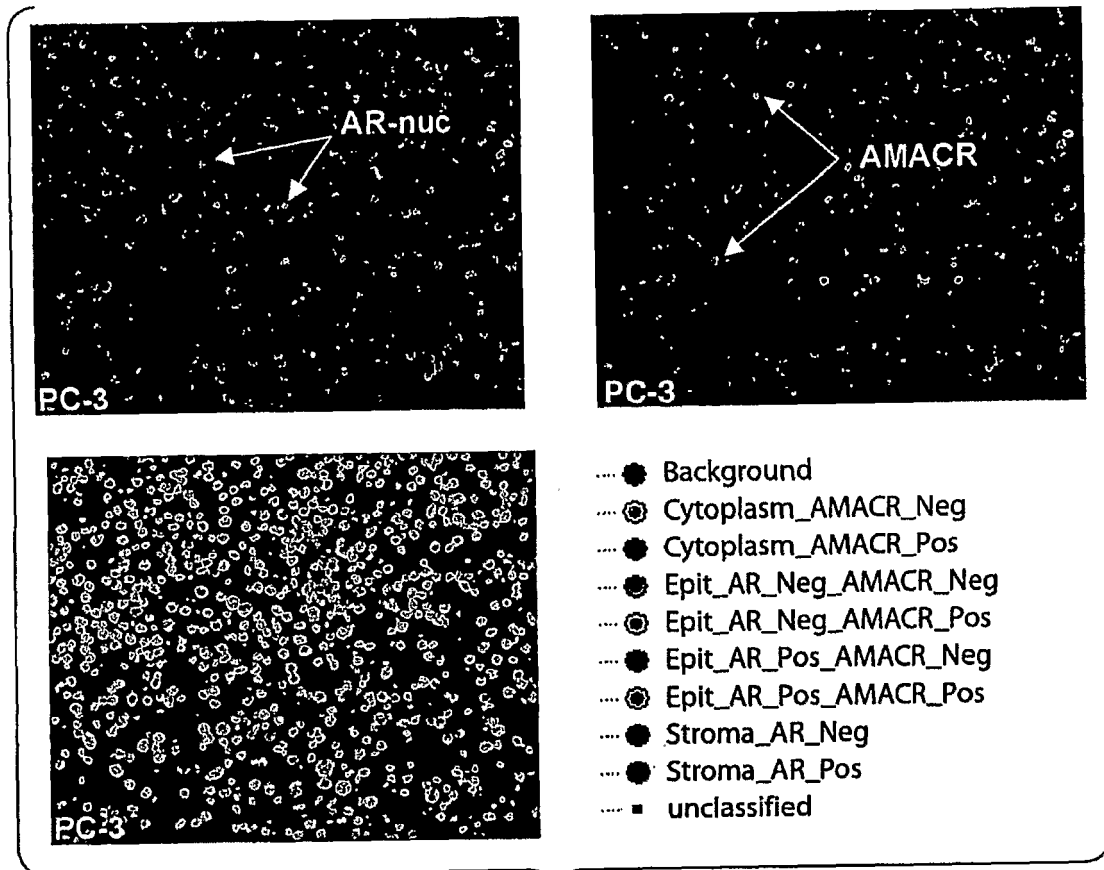 AR-nuc
PC-3
AMACR
PC-3
PC-3
Background
Cytoplasm_AMACR_Neg
Cytoplasm_AMACR_Pos
Epit_AR_Neg_AMACR_Neg
Epit_AR_Neg_AMACR_Pos
Epit_AR_Pos_AMACR_Neg
Epit_AR_Pos_AMACR_Pos
Stroma_AR_Neg
Stroma_AR_Pos
unclassified